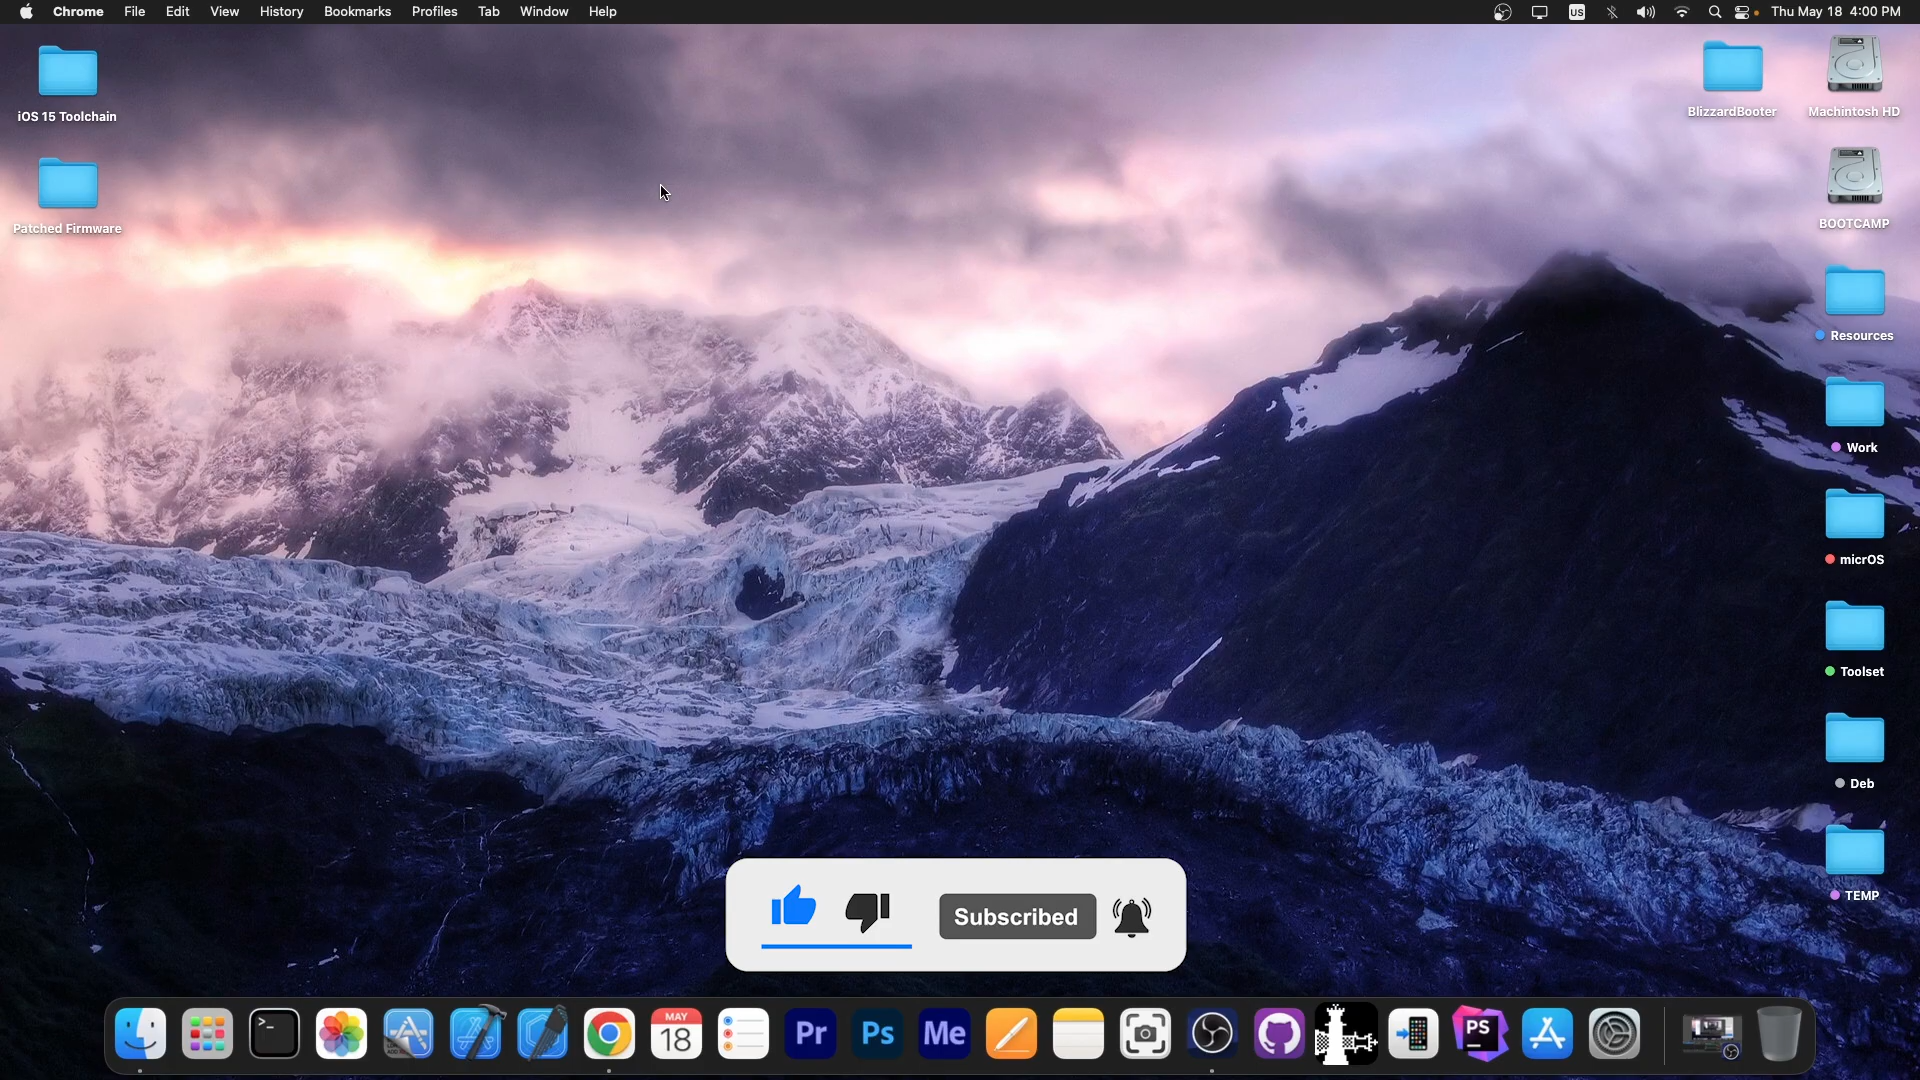 Chrome File Edit View History Bookmarks Profiles Tab Window Help
US Thu May 18 4:00 PM
iOS 15 Toolchain
Patched Firmware
BlizzardBooter
Machintosh HD
BOOTCAMP
Resources
Work
micrOS
Toolset
Deb
TEMP
Subscribed
>_
MAY
18
Pr
Ps
Me
PS